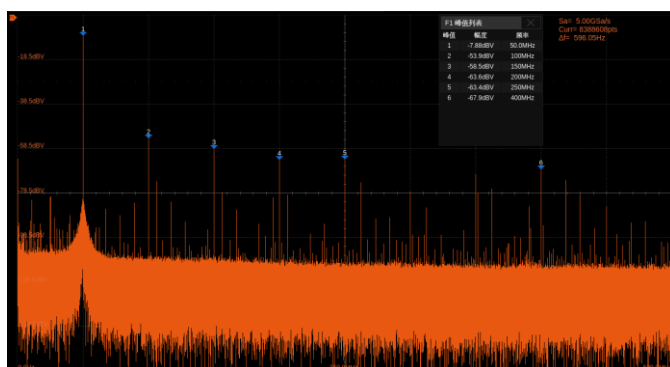 F1 峰值列表
峰值 幅度 频率
1 -7.88dBV 50.0MHz
2 -53.9dBV 100MHz
3 -58.5dBV 150MHz
4 -63.6dBV 200MHz
5 -63.4dBV 250MHz
6 -67.9dBV 400MHz
Sa= 5.00GSa/s
Curr= 8388608pts
Δf= 596.05Hz
1
-18.5dBV
-38.5dBV
2
3
4
5
6
-58.5dBV
-78.5dBV